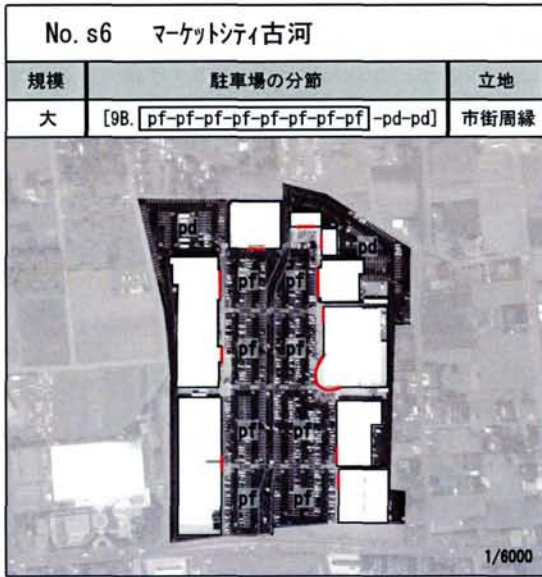 No. s6 マーケットシティ古河
規模 駐車場の分節 立地
大 [9B. pf-pf-pf-pf-pf-pf-pf-pf -pd-pd] 市街周縁
pd pd
pf pf
pf pf
pf pf
pf pf
1/6000